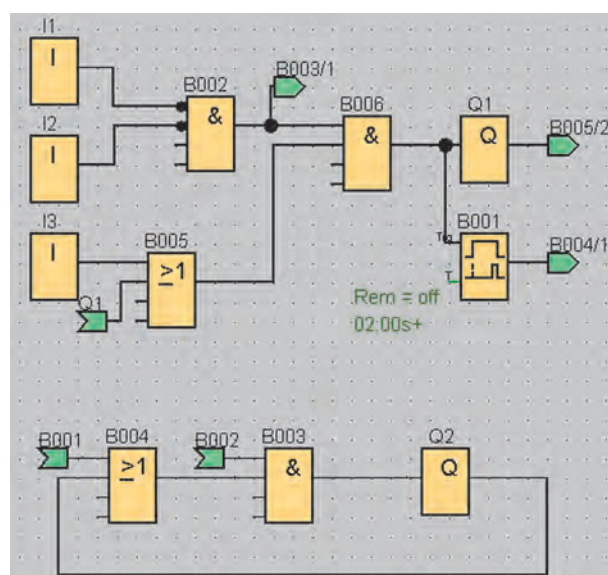 I1
I
B002
&
B003/1
I2
I
B006
&
Q1
Q
B005/2
I3
I
B005
≥1
Q1
B001
Trg
T
B004/1
Rem = off
02:00s+
B001
B004
≥1
B002
B003
&
Q2
Q